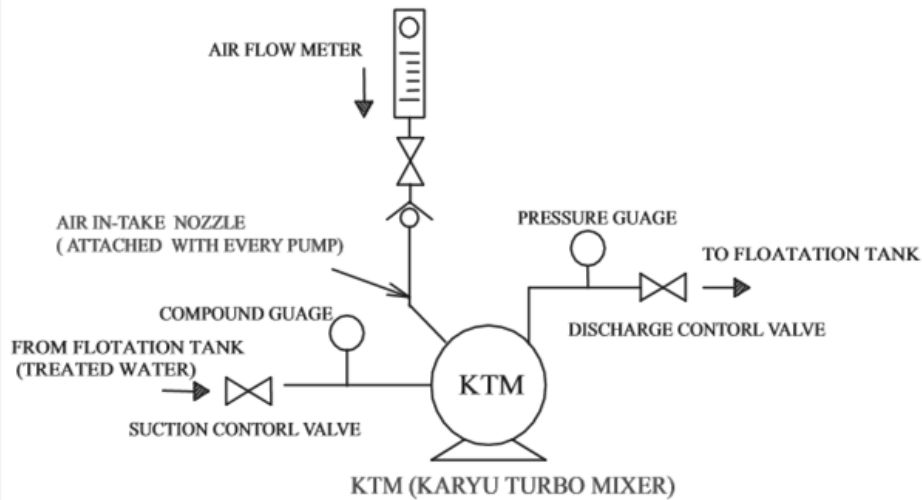 AIR FLOW METER
AIR IN-TAKE NOZZLE
( ATTACHED WITH EVERY PUMP)
PRESSURE GUAGE
TO FLOATATION TANK
COMPOUND GUAGE
DISCHARGE CONTORL VALVE
FROM FLOTATION TANK
(TREATED WATER)
KTM
SUCTION CONTORL VALVE
KTM (KARYU TURBO MIXER)